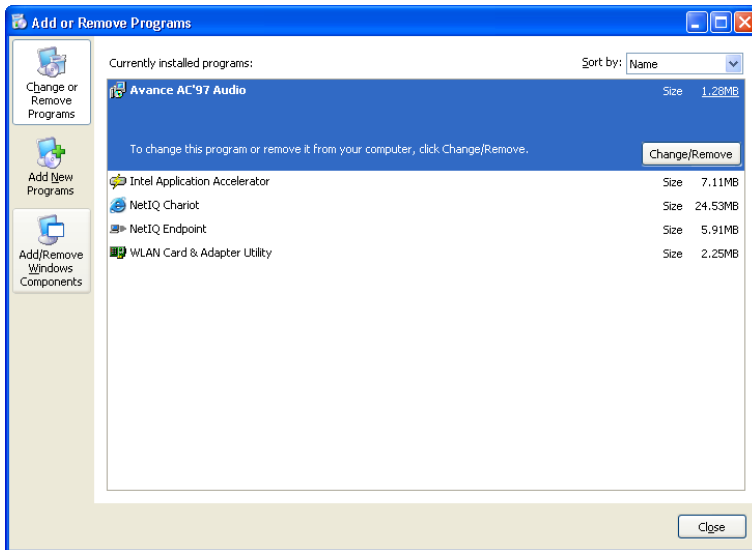 Add or Remove Programs
Change or
Remove
Programs
Add New
Programs
Add/Remove
Windows
Components
Currently installed programs:
Sort by: Name
Avance AC'97 Audio Size 1.28MB
To change this program or remove it from your computer, click Change/Remove. Change/Remove
Intel Application Accelerator Size 7.11MB
NetIQ Chariot Size 24.53MB
NetIQ Endpoint Size 5.91MB
WLAN Card & Adapter Utility Size 2.25MB
Close